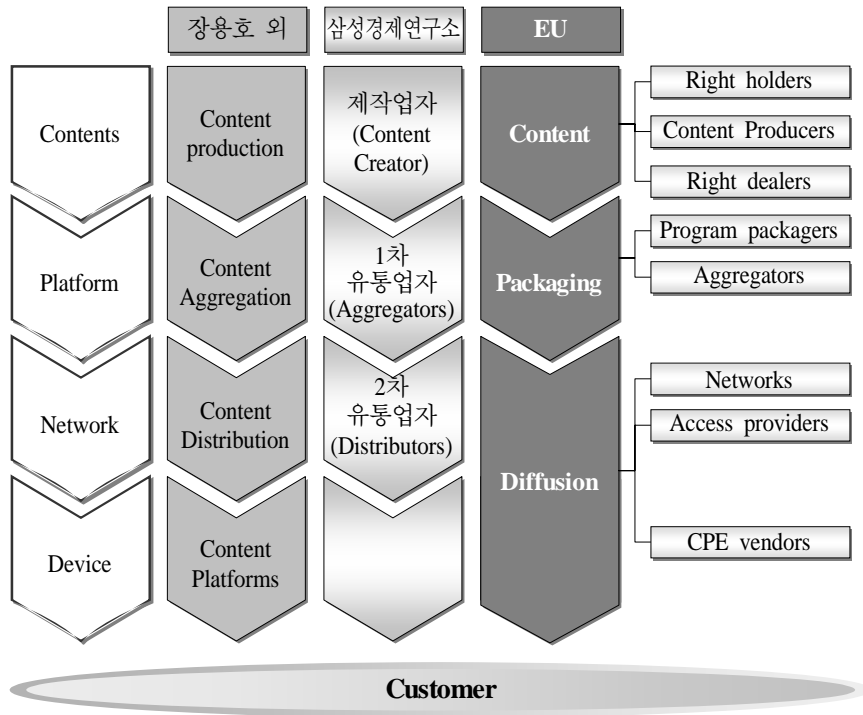 장용호 외
삼성경제연구소
EU
Contents
Content
production
제작업자
(Content
Creator)
Content
Right holders
Content Producers
Right dealers
Platform
Content
Aggregation
1차
유통업자
(Aggregators)
Packaging
Program packagers
Aggregators
Network
Content
Distribution
2차
유통업자
(Distributors)
Diffusion
Networks
Access providers
CPE vendors
Device
Content
Platforms
Customer